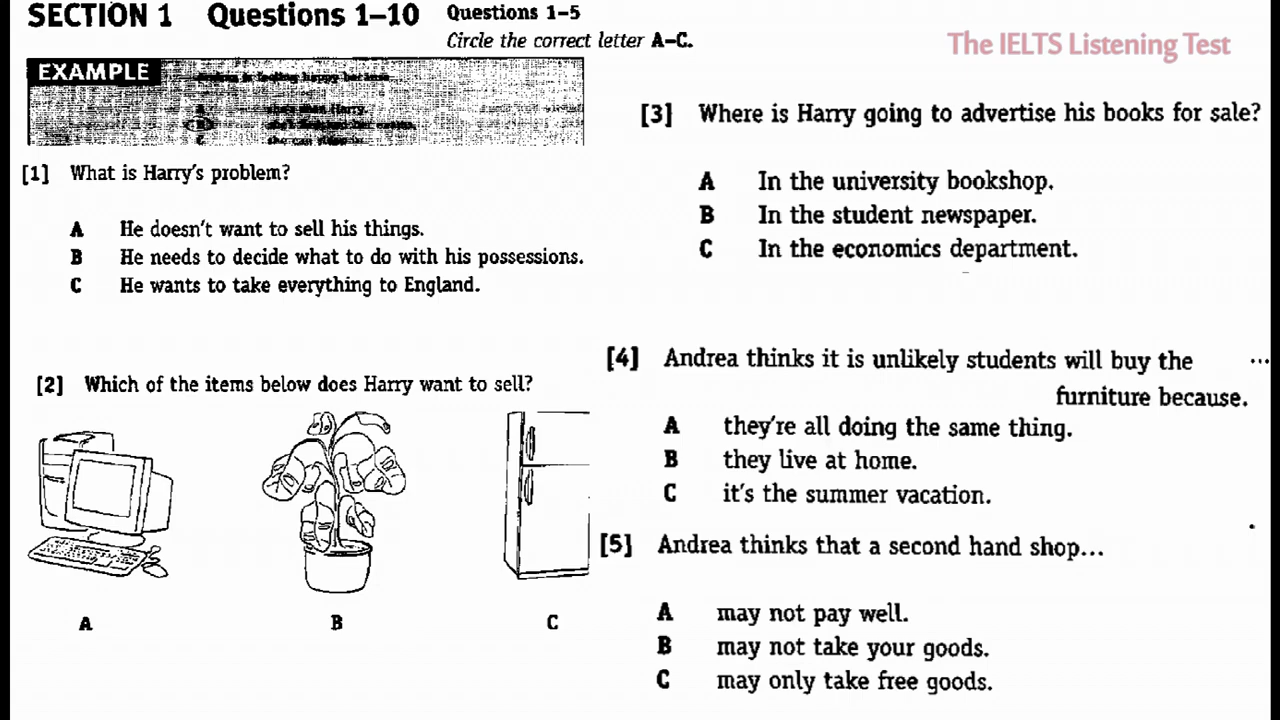 SECTION 1 Questions 1–10 Questions 1–5
Circle the correct letter A–C.
The IELTS Listening Test
EXAMPLE
[1] What is Harry's problem?
A He doesn't want to sell his things.
B He needs to decide what to do with his possessions.
C He wants to take everything to England.
[2] Which of the items below does Harry want to sell?
A B C
[3] Where is Harry going to advertise his books for sale?
A In the university bookshop.
B In the student newspaper.
C In the economics department.
[4] Andrea thinks it is unlikely students will buy the ...
furniture because.
A they're all doing the same thing.
B they live at home.
C it's the summer vacation.
[5] Andrea thinks that a second hand shop...
A may not pay well.
B may not take your goods.
C may only take free goods.